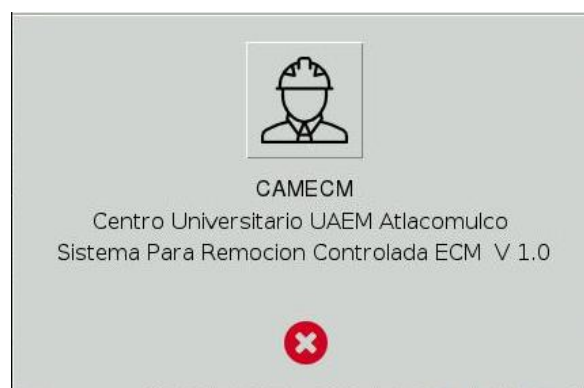 CAMECM
Centro Universitario UAEM Atlacomulco
Sistema Para Remocion Controlada ECM V 1.0